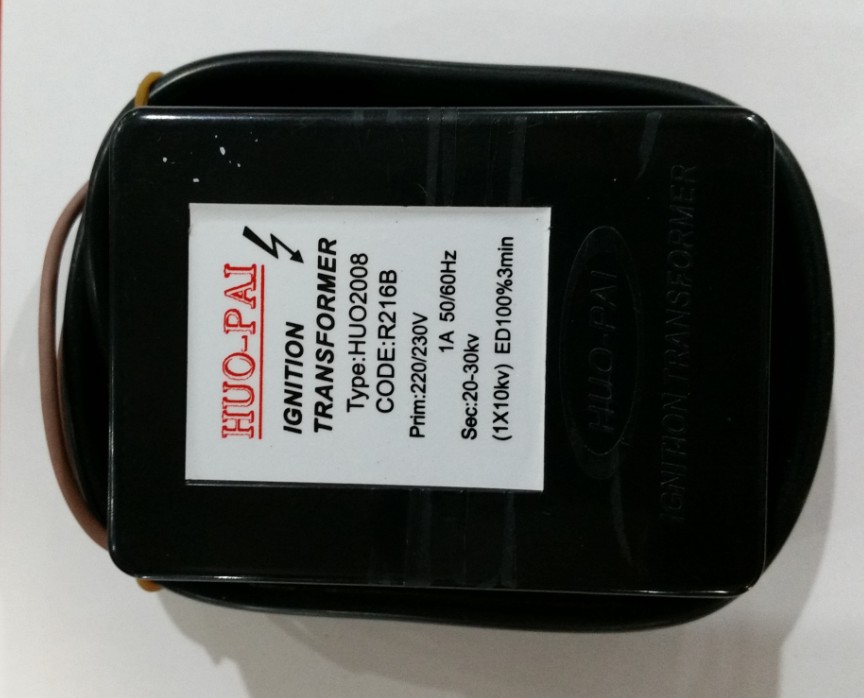 HUO-PAI
IGNITION
TRANSFORMER
Type:HUO2008
CODE:R216B
Prim:220/230V
1A 50/60Hz
Sec:20-30kv
(1X10kv) ED100%3min
HUO-PAI
IGNITION TRANSFORMER